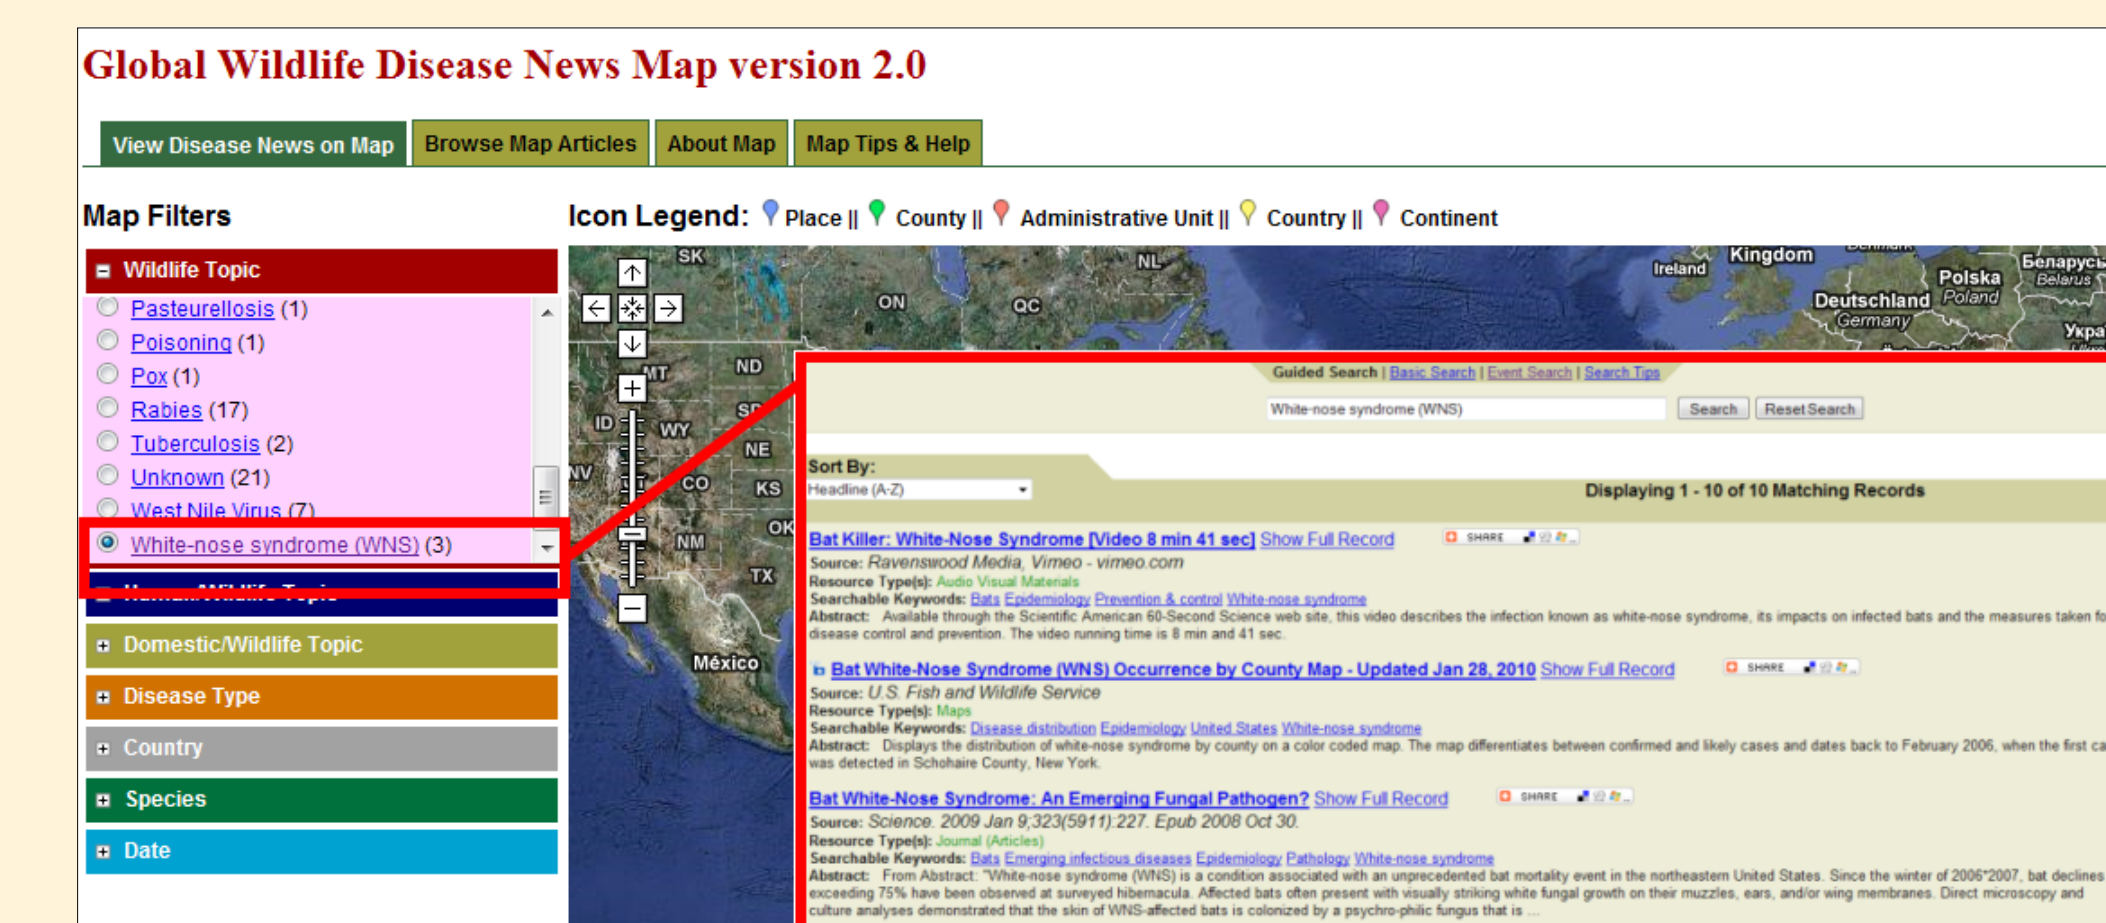 Global Wildlife Disease News Map version 2.0
View Disease News on Map Browse Map Articles About Map Map Tips & Help
Map Filters
Icon Legend: Place || County || Administrative Unit || Country || Continent
Wildlife Topic
Pasteurellosis (1)
Poisoning (1)
Pox (1)
Rabies (17)
Tuberculosis (2)
Unknown (21)
West Nile Virus (7)
White-nose syndrome (WNS) (3)
Human/Wildlife Topic
Domestic/Wildlife Topic
Disease Type
Country
Species
Date
SK
NL
ON
QC
Ireland
Kingdom
Polska
Poland
Deutschland
Germany
Беларусь
Belarus
Укра
MT
ND
ID
WY
SD
NE
NV
UT
CO
KS
OK
NM
TX
México
Guided Search | Basic Search | Event Search | Search Tips
White-nose syndrome (WNS) Search Reset Search
Sort By:
Headline (A-Z)
Displaying 1 - 10 of 10 Matching Records
Bat Killer: White-Nose Syndrome [Video 8 min 41 sec] Show Full Record SHARE
Source: Ravenswood Media, Vimeo - vimeo.com
Resource Type(s): Audio Visual Materials
Searchable Keywords: Bats Epidemiology Prevention & control White-nose syndrome
Abstract: Available through the Scientific American 60-Second Science web site, this video describes the infection known as white-nose syndrome, its impacts on infected bats and the measures taken fo
disease control and prevention. The video running time is 8 min and 41 sec.
Bat White-Nose Syndrome (WNS) Occurrence by County Map - Updated Jan 28, 2010 Show Full Record SHARE
Source: U.S. Fish and Wildlife Service
Resource Type(s): Maps
Searchable Keywords: Disease distribution Epidemiology United States White-nose syndrome
Abstract: Displays the distribution of white-nose syndrome by county on a color coded map. The map differentiates between confirmed and likely cases and dates back to February 2006, when the first ca
was detected in Schohaire County, New York.
Bat White-Nose Syndrome: An Emerging Fungal Pathogen? Show Full Record SHARE
Source: Science. 2009 Jan 9;323(5911):227. Epub 2008 Oct 30.
Resource Type(s): Journal (Articles)
Searchable Keywords: Bats Emerging infectious diseases Epidemiology Pathology White-nose syndrome
Abstract: From Abstract: "White-nose syndrome (WNS) is a condition associated with an unprecedented bat mortality event in the northeastern United States. Since the winter of 2006*2007, bat declines
exceeding 75% have been observed at surveyed hibernacula. Affected bats often present with visually striking white fungal growth on their muzzles, ears, and/or wing membranes. Direct microscopy and
culture analyses demonstrated that the skin of WNS-affected bats is colonized by a psychro-philic fungus that is ...